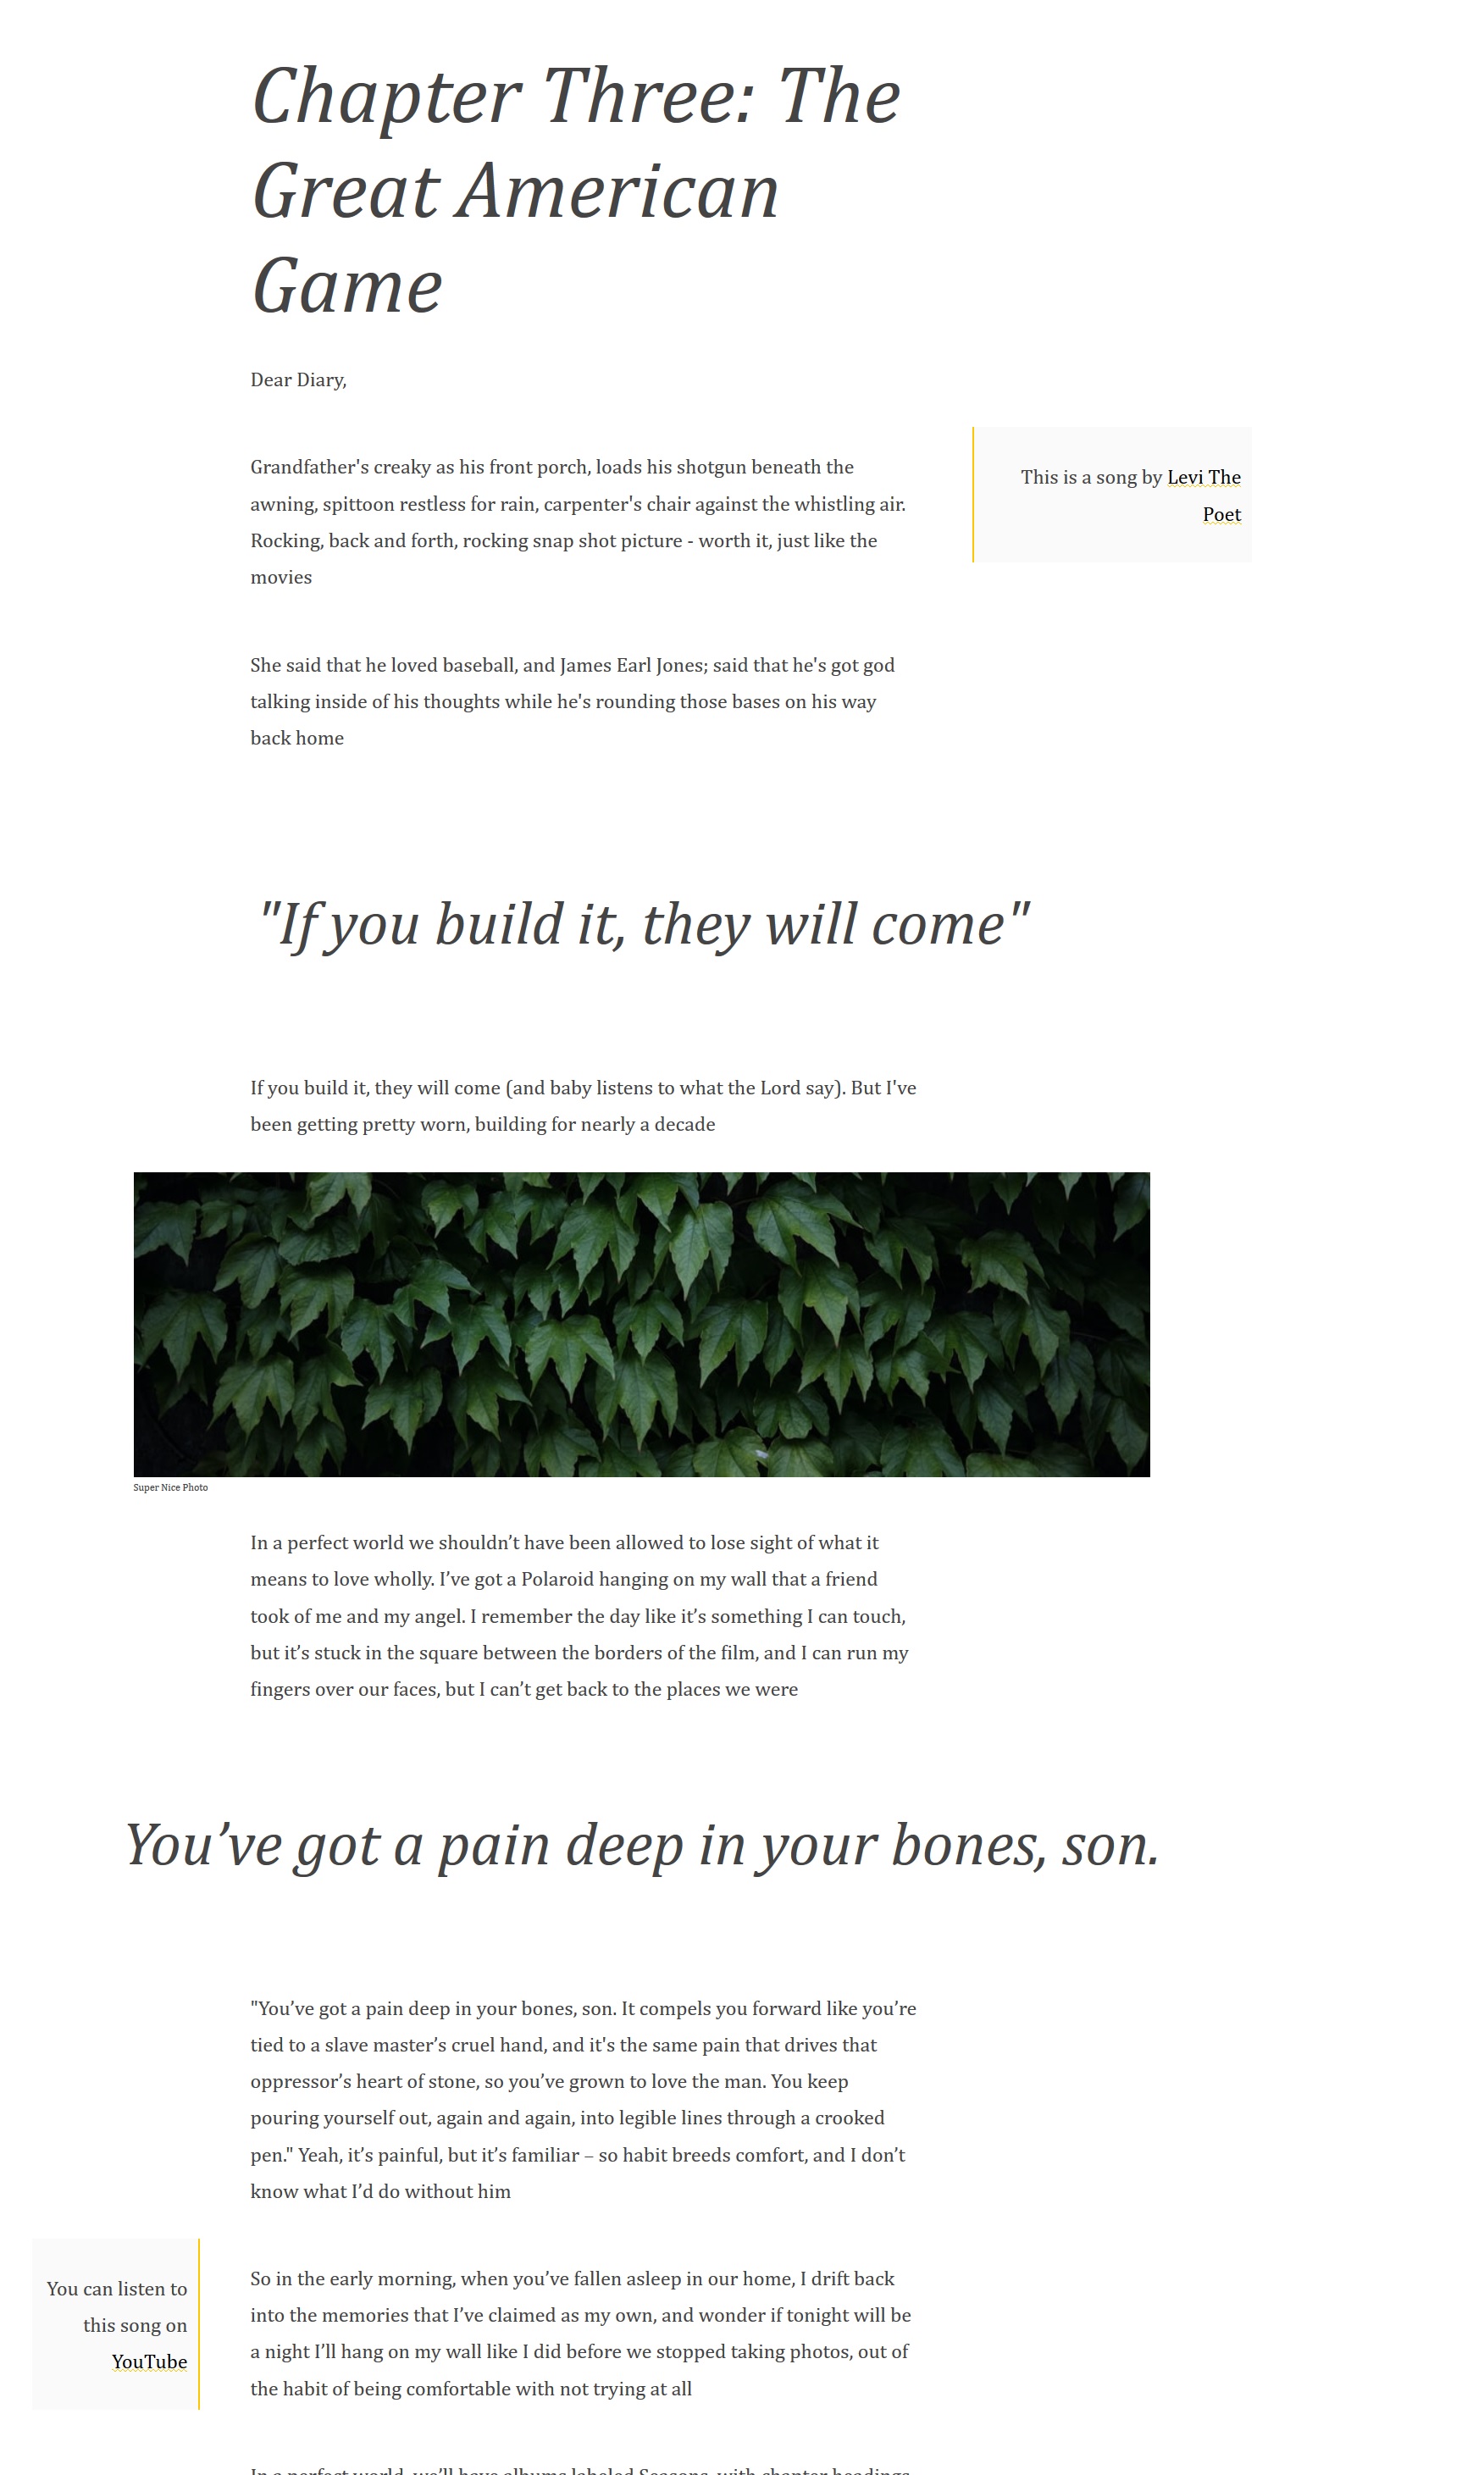 Chapter Three: The
Great American
Game
Dear Diary,
Grandfather's creaky as his front porch, loads his shotgun beneath the
awning, spittoon restless for rain, carpenter's chair against the whistling air.
Rocking, back and forth, rocking snap shot picture - worth it, just like the
movies
This is a song by Levi The
Poet
She said that he loved baseball, and James Earl Jones; said that he's got god
talking inside of his thoughts while he's rounding those bases on his way
back home
"If you build it, they will come"
If you build it, they will come (and baby listens to what the Lord say). But I've
been getting pretty worn, building for nearly a decade
Super Nice Photo
In a perfect world we shouldn’t have been allowed to lose sight of what it
means to love wholly. I’ve got a Polaroid hanging on my wall that a friend
took of me and my angel. I remember the day like it’s something I can touch,
but it’s stuck in the square between the borders of the film, and I can run my
fingers over our faces, but I can’t get back to the places we were
You’ve got a pain deep in your bones, son.
"You’ve got a pain deep in your bones, son. It compels you forward like you’re
tied to a slave master’s cruel hand, and it's the same pain that drives that
oppressor’s heart of stone, so you’ve grown to love the man. You keep
pouring yourself out, again and again, into legible lines through a crooked
pen." Yeah, it’s painful, but it’s familiar – so habit breeds comfort, and I don’t
know what I’d do without him
You can listen to
this song on
YouTube
So in the early morning, when you’ve fallen asleep in our home, I drift back
into the memories that I’ve claimed as my own, and wonder if tonight will be
a night I’ll hang on my wall like I did before we stopped taking photos, out of
the habit of being comfortable with not trying at all
In a perfect world, we’ll have albums labeled Seasons, with chapter headings